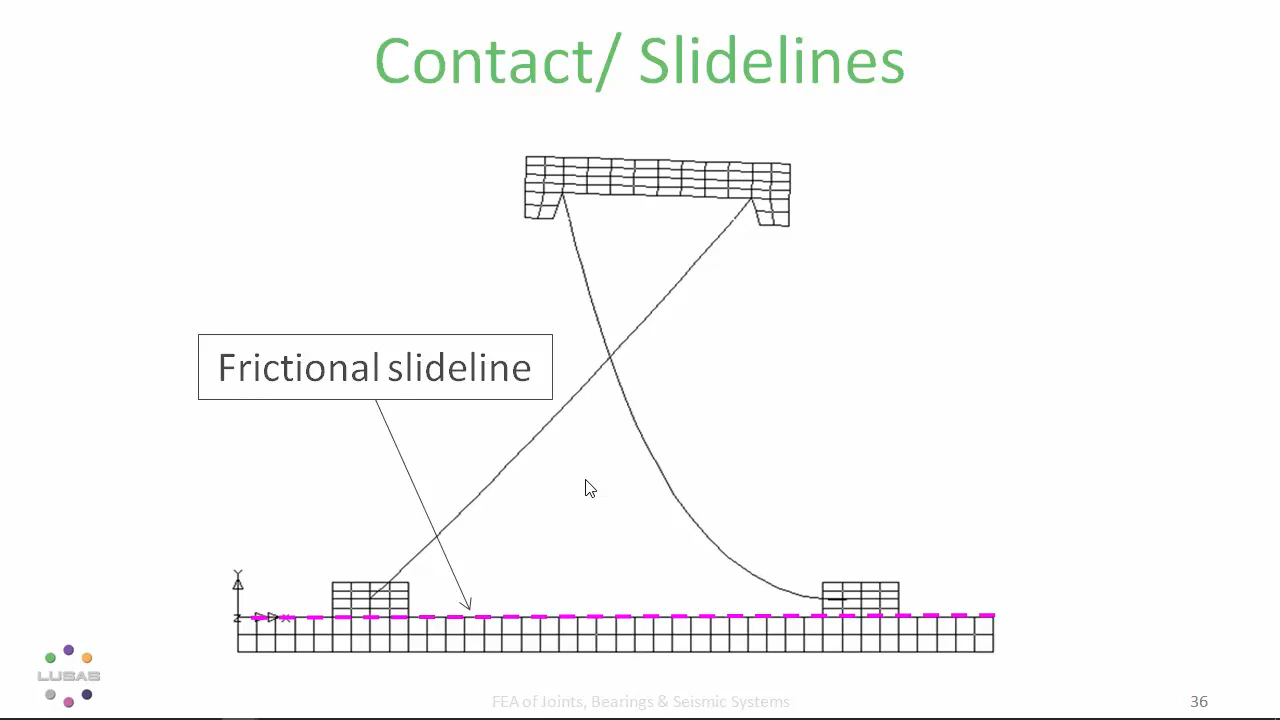 Contact/ Slidelines
Frictional slideline
Y
Z
X
LUSAS
FEA of Joints, Bearings & Seismic Systems
36